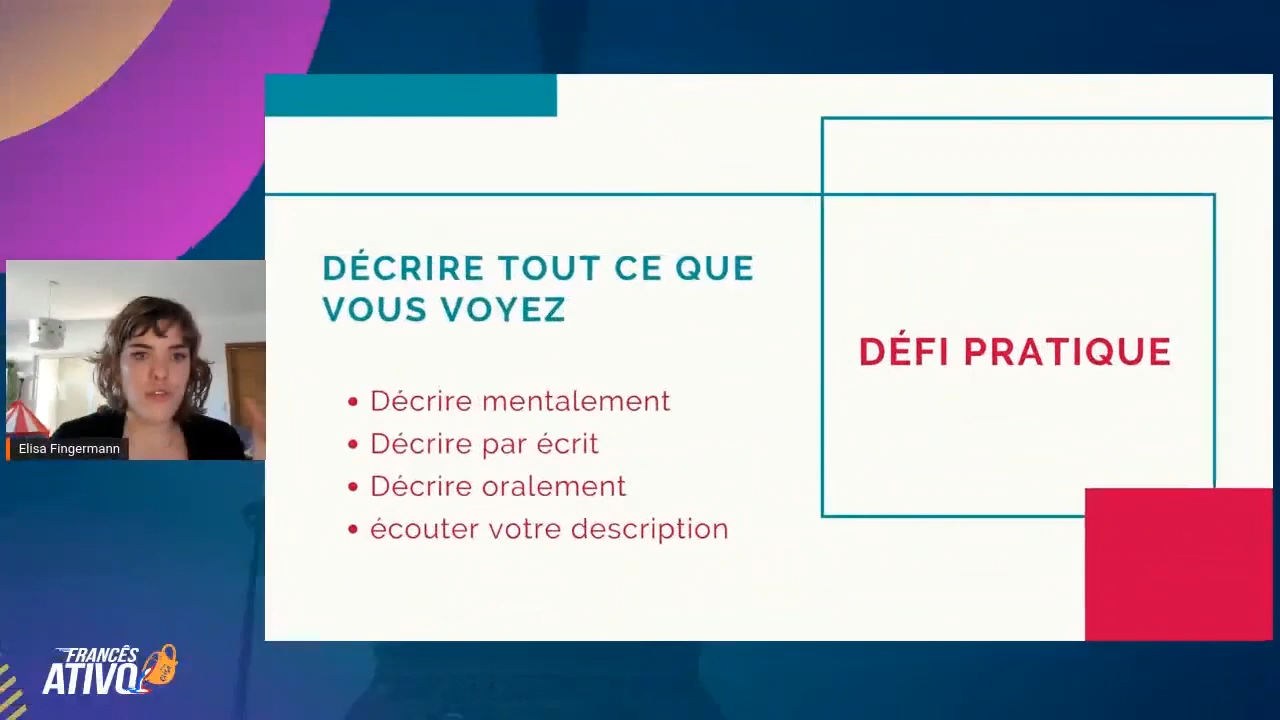 DÉCRIRE TOUT CE QUE
VOUS VOYEZ
• Décrire mentalement
• Décrire par écrit
• Décrire oralement
• écouter votre description
DÉFI PRATIQUE
Elisa Fingermann
FRANCÊS
ATIVO